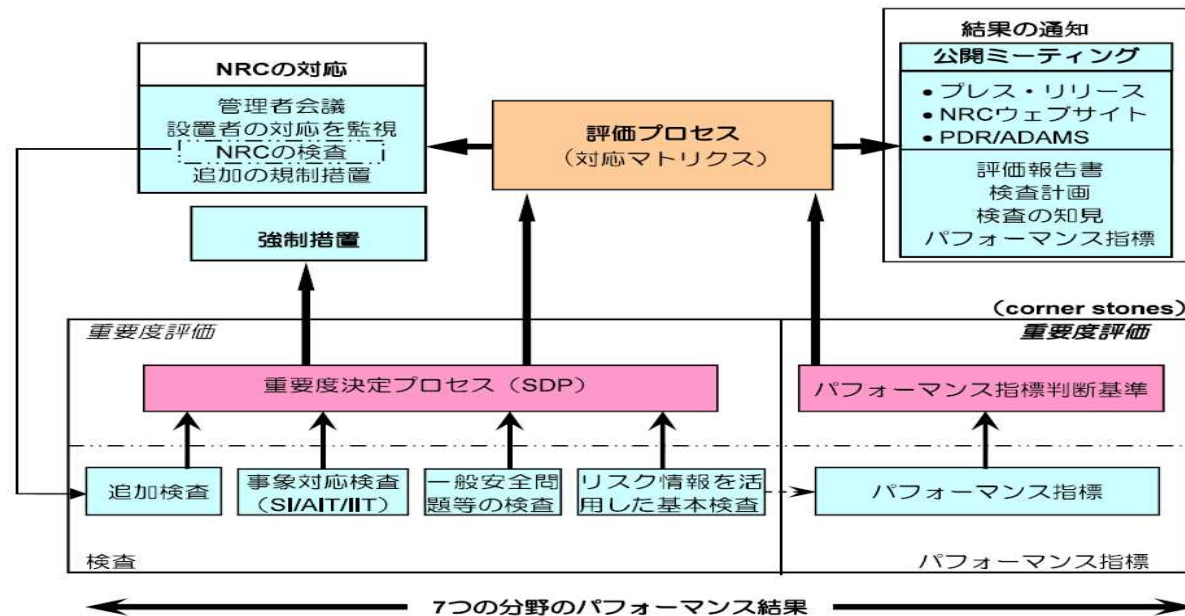 NRCの対応
管理者会議
設置者の対応を監視
NRCの検査
追加の規制措置
強制措置
評価プロセス
（対応マトリクス）
結果の通知
公開ミーティング
• プレス・リリース
• NRCウェブサイト
• PDR/ADAMS
評価報告書
検査計画
検査の知見
パフォーマンス指標
（corner stones）
重要度評価
重要度評価
重要度決定プロセス（SDP）
パフォーマンス指標判断基準
追加検査
事象対応検査
（SI/AIT/IIT）
一般安全問
題等の検査
リスク情報を活
用した基本検査
パフォーマンス指標
検査
パフォーマンス指標
7つの分野のパフォーマンス結果